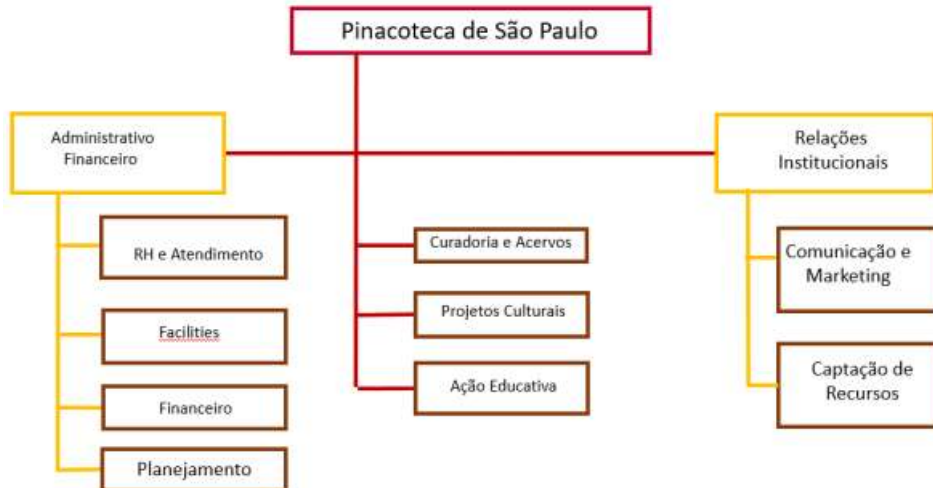 Pinacoteca de São Paulo
Administrativo
Financeiro
RH e Atendimento
Facilities
Financeiro
Planejamento
Curadoria e Acervos
Projetos Culturais
Ação Educativa
Relações
Institucionais
Comunicação e
Marketing
Captação de
Recursos